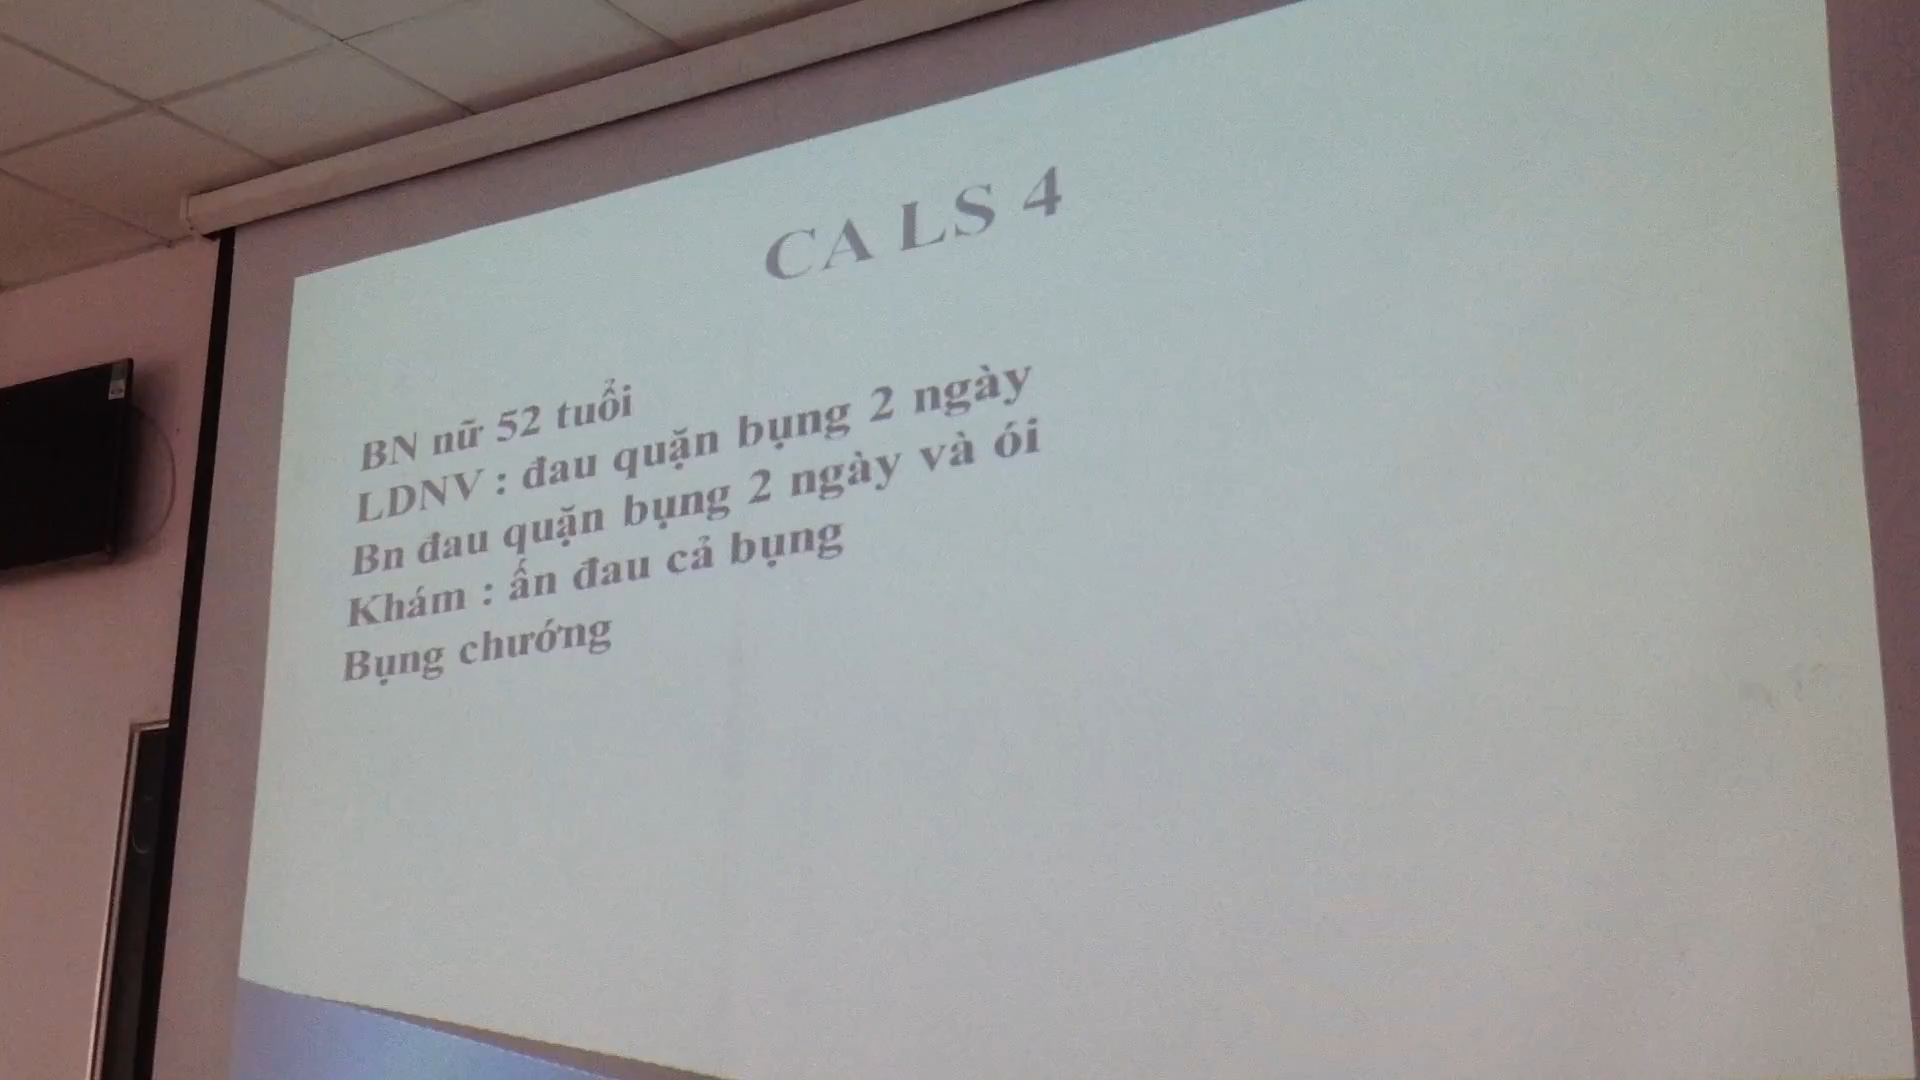 CA LS 4
BN nữ 52 tuổi
LDNV : đau quặn bụng 2 ngày
Bn đau quặn bụng 2 ngày và ói
Khám : ấn đau cả bụng
Bụng chướng